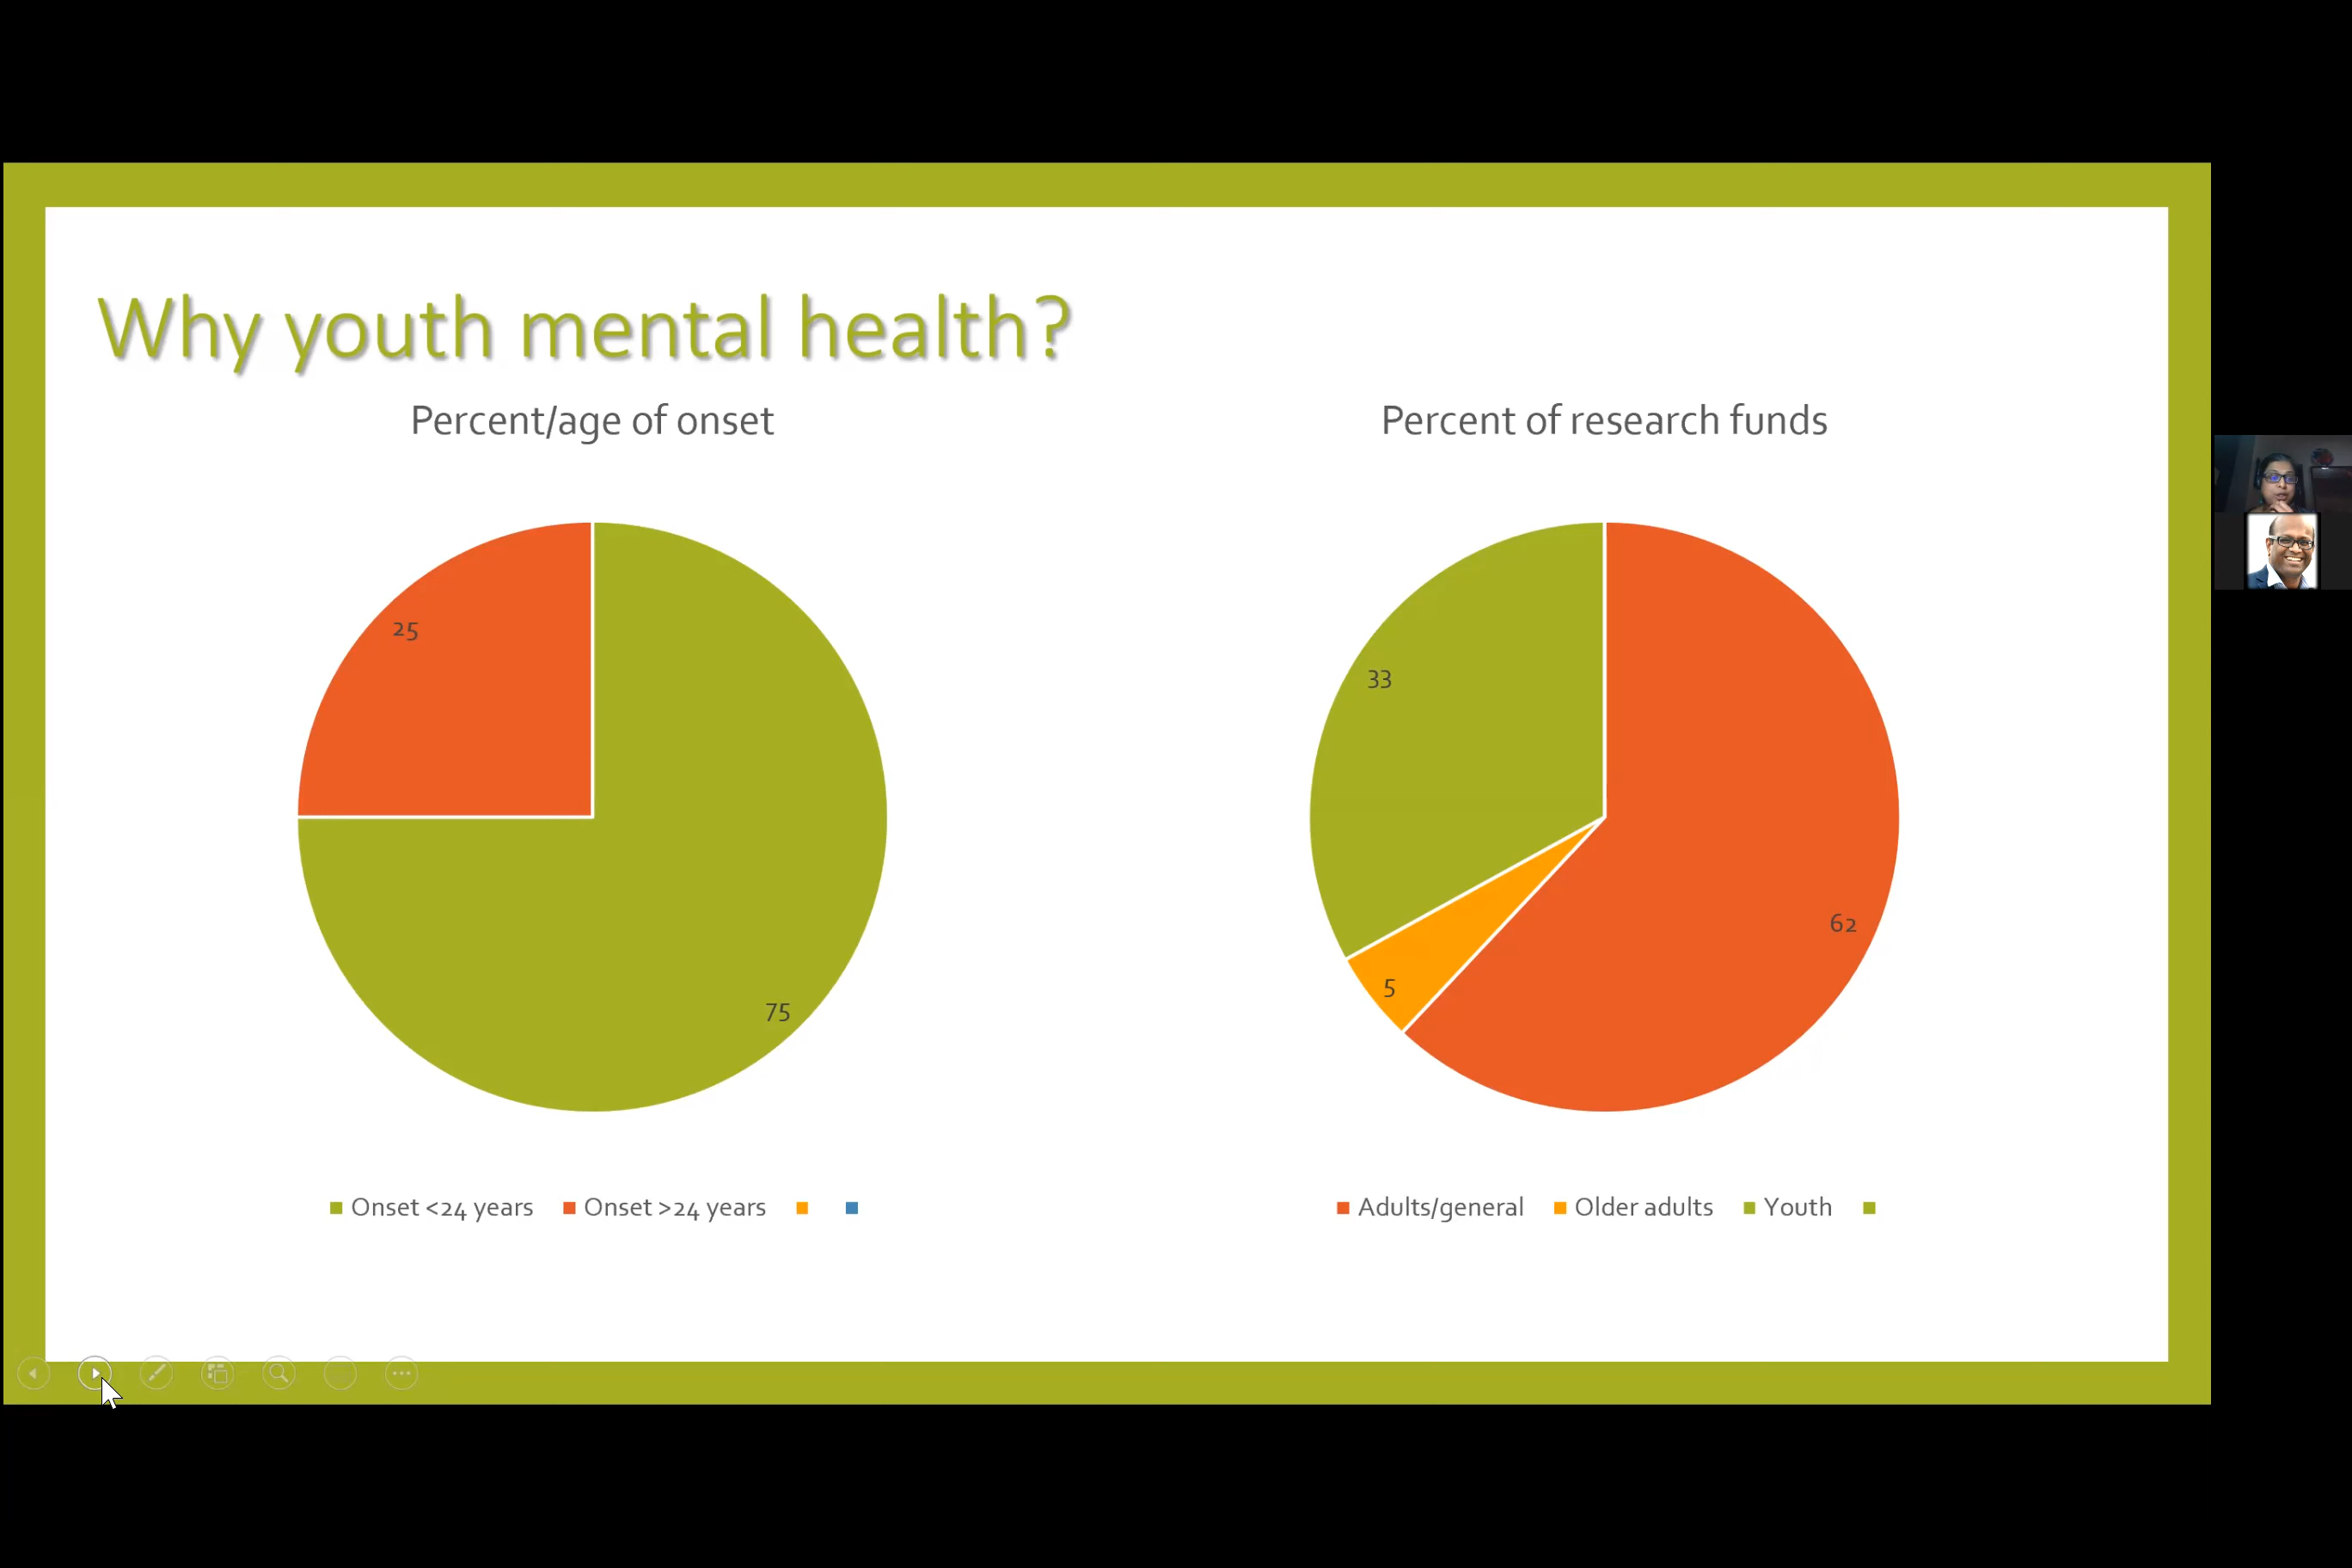 Why youth mental health?
Percent/age of onset
25
75
Onset <24 years Onset >24 years
Percent of research funds
33
62
5
Adults/general Older adults Youth